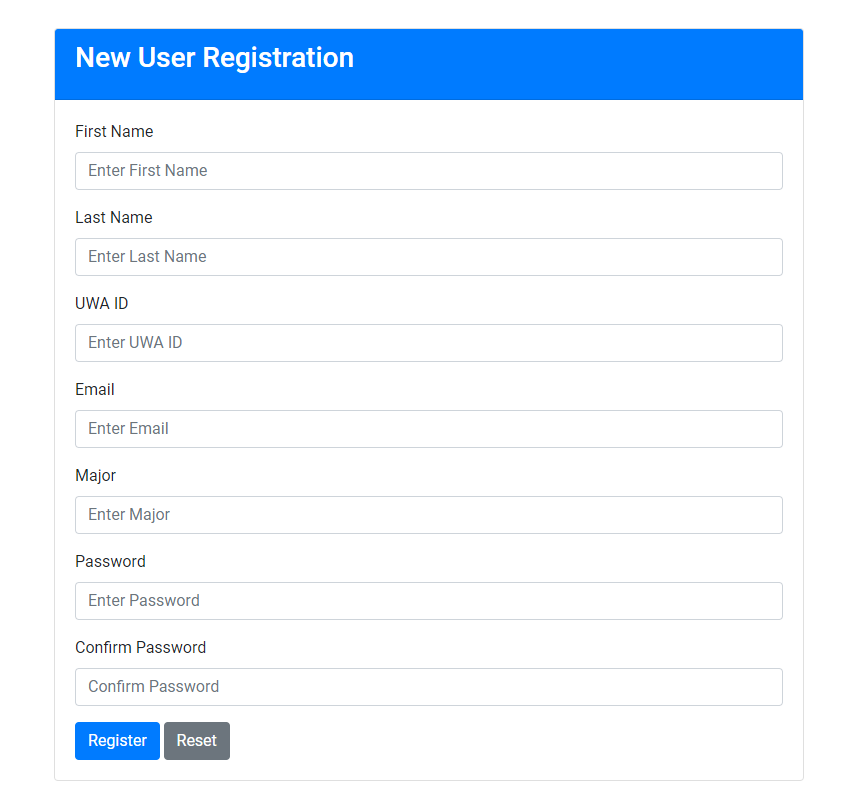 New User Registration
First Name
Enter First Name
Last Name
Enter Last Name
UWA ID
Enter UWA ID
Email
Enter Email
Major
Enter Major
Password
Enter Password
Confirm Password
Confirm Password
Register Reset